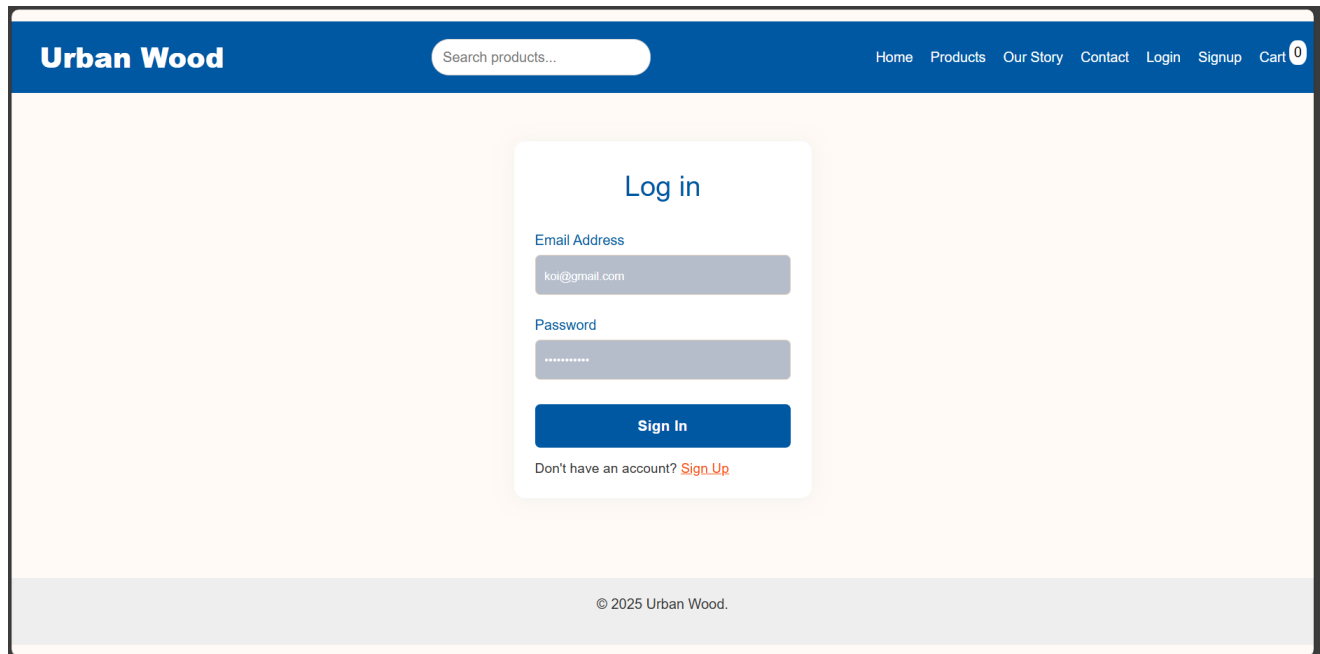 Urban Wood
Search products...
Home Products Our Story Contact Login Signup Cart 0
Log in
Email Address
koi@gmail.com
Password
•••••••••••
Sign In
Don't have an account? Sign Up
© 2025 Urban Wood.